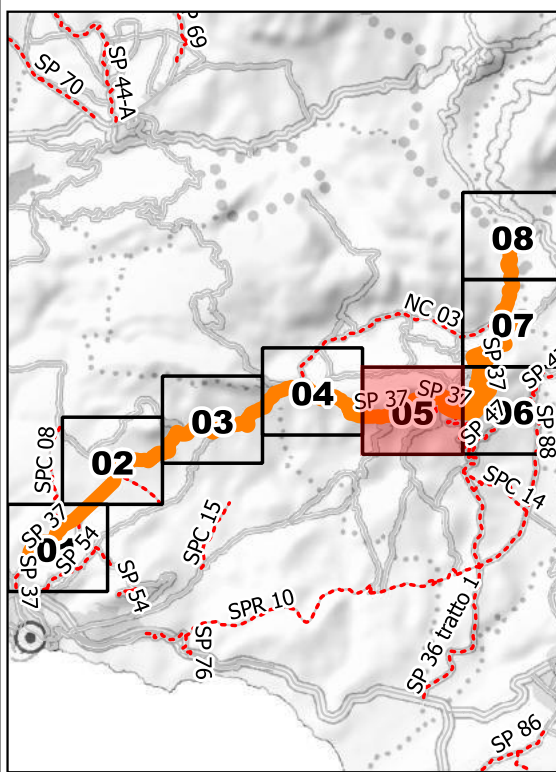 P 69
SP 70
SP 44-A
08
NC 03
07
SP 37
04
SP 37
SP 37
05
SP 4
06
SP 47
SP 88
03
02
SPC 08
SPC 14
SPC 15
SP 37
01
SP 54
SP 37
SP 54
SPR 10
SP 36 tratto 1
SP 76
SP 86